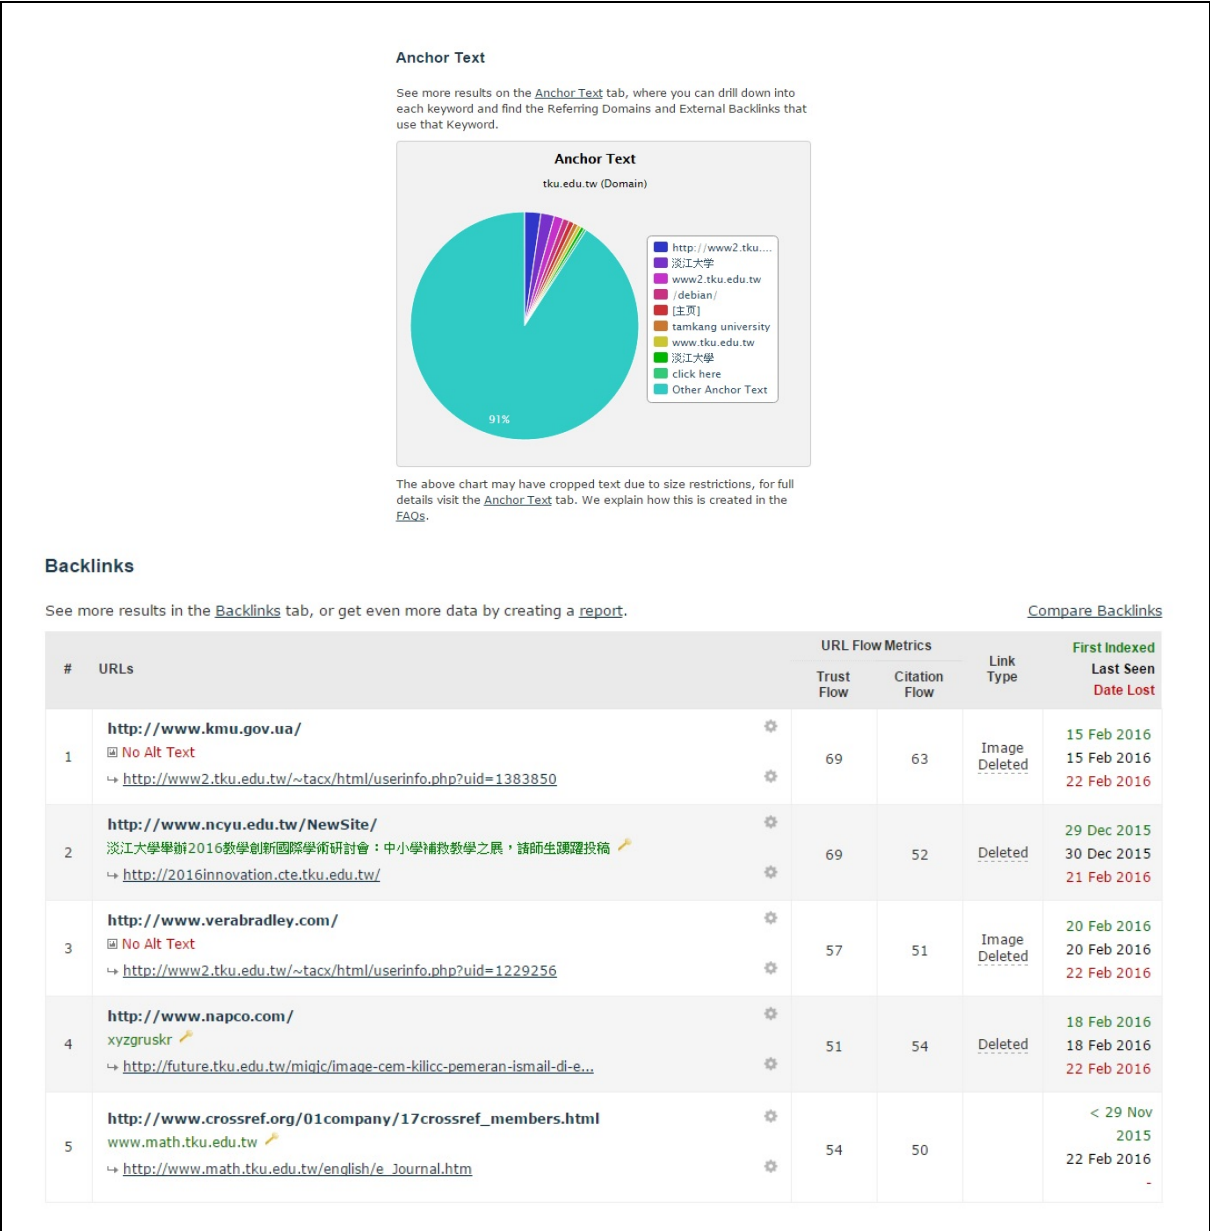 Anchor Text
See more results on the Anchor Text tab, where you can drill down into
each keyword and find the Referring Domains and External Backlinks that
use that Keyword.
Anchor Text
tku.edu.tw (Domain)
http://www2.tku....
淡江大学
www2.tku.edu.tw
/debian/
[主页]
tamkang university
www.tku.edu.tw
淡江大學
click here
Other Anchor Text
91%
The above chart may have cropped text due to size restrictions, for full
details visit the Anchor Text tab. We explain how this is created in the
FAQs.
Backlinks
See more results in the Backlinks tab, or get even more data by creating a report.
Compare Backlinks
# URLs URL Flow Metrics Trust Flow Citation Flow Link Type First Indexed Last Seen Date Lost
http://www.kmu.gov.ua/
No Alt Text
http://www2.tku.edu.tw/~tacx/html/userinfo.php?uid=1383850
1 69 63 Image Deleted 15 Feb 2016 15 Feb 2016 22 Feb 2016
http://www.ncyu.edu.tw/NewSite/
淡江大學舉辦2016教學創新國際學術研討會：中小學補救教學之展，請師生踴躍投稿
http://2016innovation.cte.tku.edu.tw/
2 69 52 Deleted 29 Dec 2015 30 Dec 2015 21 Feb 2016
http://www.verabradley.com/
No Alt Text
http://www2.tku.edu.tw/~tacx/html/userinfo.php?uid=1229256
3 57 51 Image Deleted 20 Feb 2016 20 Feb 2016 22 Feb 2016
http://www.napco.com/
xyzgruskr
http://future.tku.edu.tw/migjc/image-cem-kilicc-pemeran-ismail-di-e...
4 51 54 Deleted 18 Feb 2016 18 Feb 2016 22 Feb 2016
http://www.crossref.org/01company/17crossref_members.html
www.math.tku.edu.tw
http://www.math.tku.edu.tw/english/e_Journal.htm
5 54 50 < 29 Nov 2015 22 Feb 2016 -